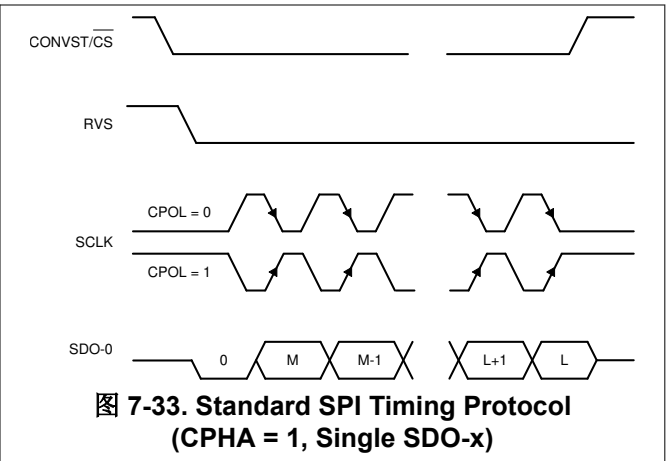 CONVST/CS
RVS
CPOL = 0
SCLK
CPOL = 1
SDO-0
0 M M-1 L+1 L
图 7-33. Standard SPI Timing Protocol
(CPHA = 1, Single SDO-x)